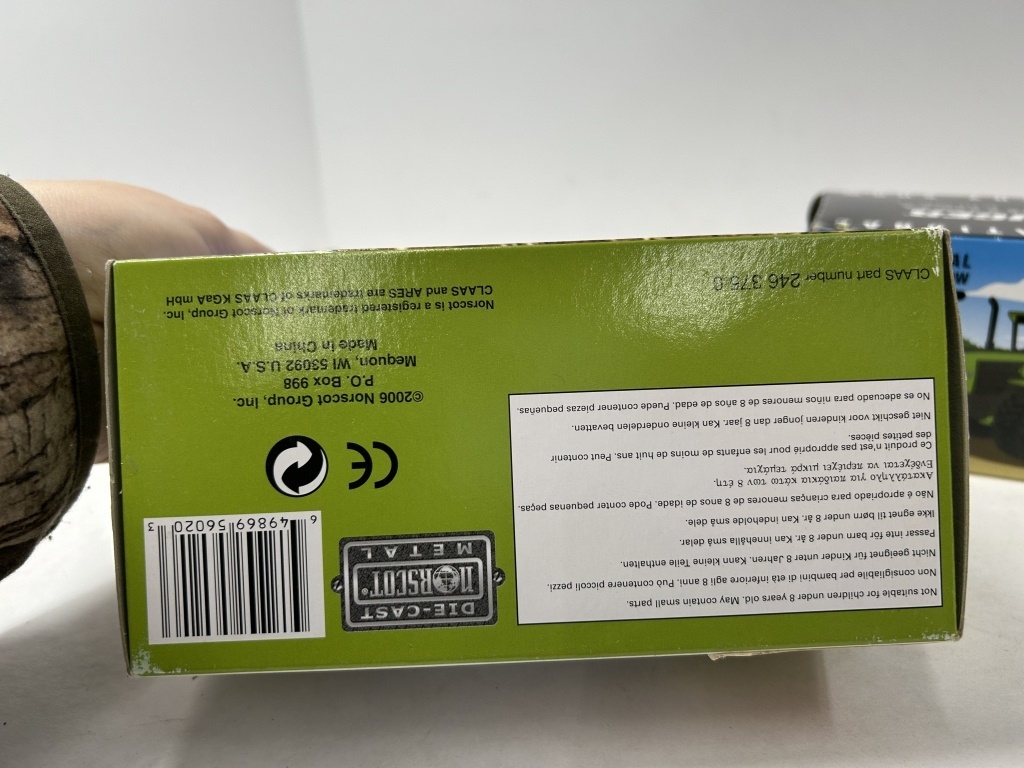 Not suitable for children under 8 years old. May contain small parts.
Non consigliabile per bambini di età inferiore agli 8 anni. Può contenere piccoli pezzi.
Nicht geeignet für Kinder unter 8. Jahren. Kann kleine Teile enthalten.
Passar inte för barn under 8 år. Kan innehålla små delar.
Ikke egnet til børn under 8 år. Kan indeholde små dele.
Não é apropriado para crianças menores de 8 anos de idade. Pode conter pequenas peças.
Ακατάλληλο για παιδάκια κάτω των 8 έτη.
Ενδέχεται να περιέχει μικρά τεμάχια.
Ce produit n'est pas approprié pour les enfants de moins de huit ans. Peut contenir
des petites pièces.
Niet geschikt voor kinderen jonger dan 8 jaar. Kan kleine onderdelen bevatten.
No es adecuado para niños menores de 8 años de edad. Puede contener piezas pequeñas.
CLAAS part number 246 375.0
DIE-CAST
NORSCOT®
METAL
6 49869 56020 3
CE
©2006 Norscot Group, Inc.
P.O. Box 998
Mequon, WI 53092 U.S.A.
Made in China
Norscot is a registered trademark of Norscot Group, Inc.
CLAAS and ARES are trademarks of CLAAS KGaA mbH